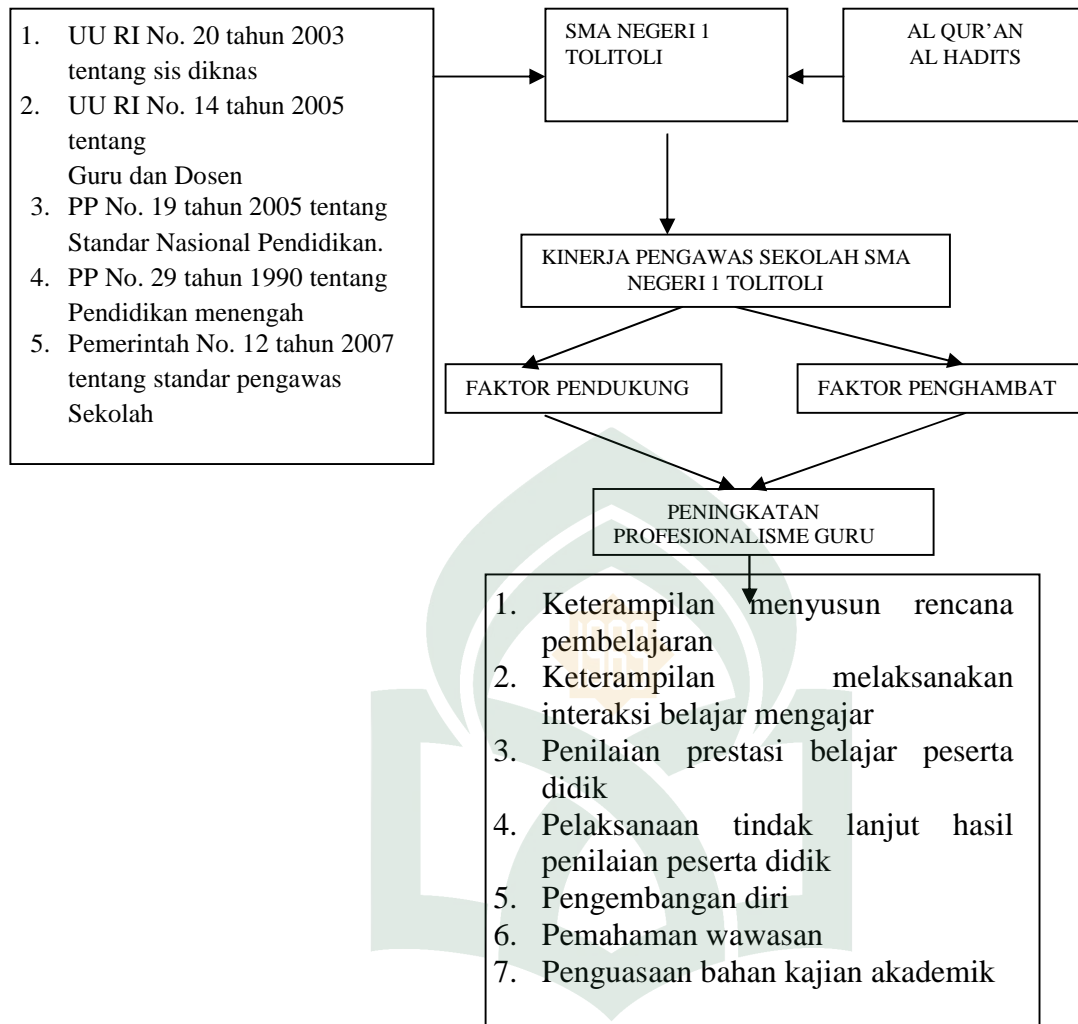 1. UU RI No. 20 tahun 2003
tentang sis diknas
2. UU RI No. 14 tahun 2005
tentang
Guru dan Dosen
3. PP No. 19 tahun 2005 tentang
Standar Nasional Pendidikan.
4. PP No. 29 tahun 1990 tentang
Pendidikan menengah
5. Pemerintah No. 12 tahun 2007
tentang standar pengawas
Sekolah
SMA NEGERI 1
TOLITOLI
AL QUR’AN
AL HADITS
KINERJA PENGAWAS SEKOLAH SMA
NEGERI 1 TOLITOLI
FAKTOR PENDUKUNG
FAKTOR PENGHAMBAT
PENINGKATAN
PROFESIONALISME GURU
1. Keterampilan menyusun rencana
pembelajaran
2. Keterampilan melaksanakan
interaksi belajar mengajar
3. Penilaian prestasi belajar peserta
didik
4. Pelaksanaan tindak lanjut hasil
penilaian peserta didik
5. Pengembangan diri
6. Pemahaman wawasan
7. Penguasaan bahan kajian akademik